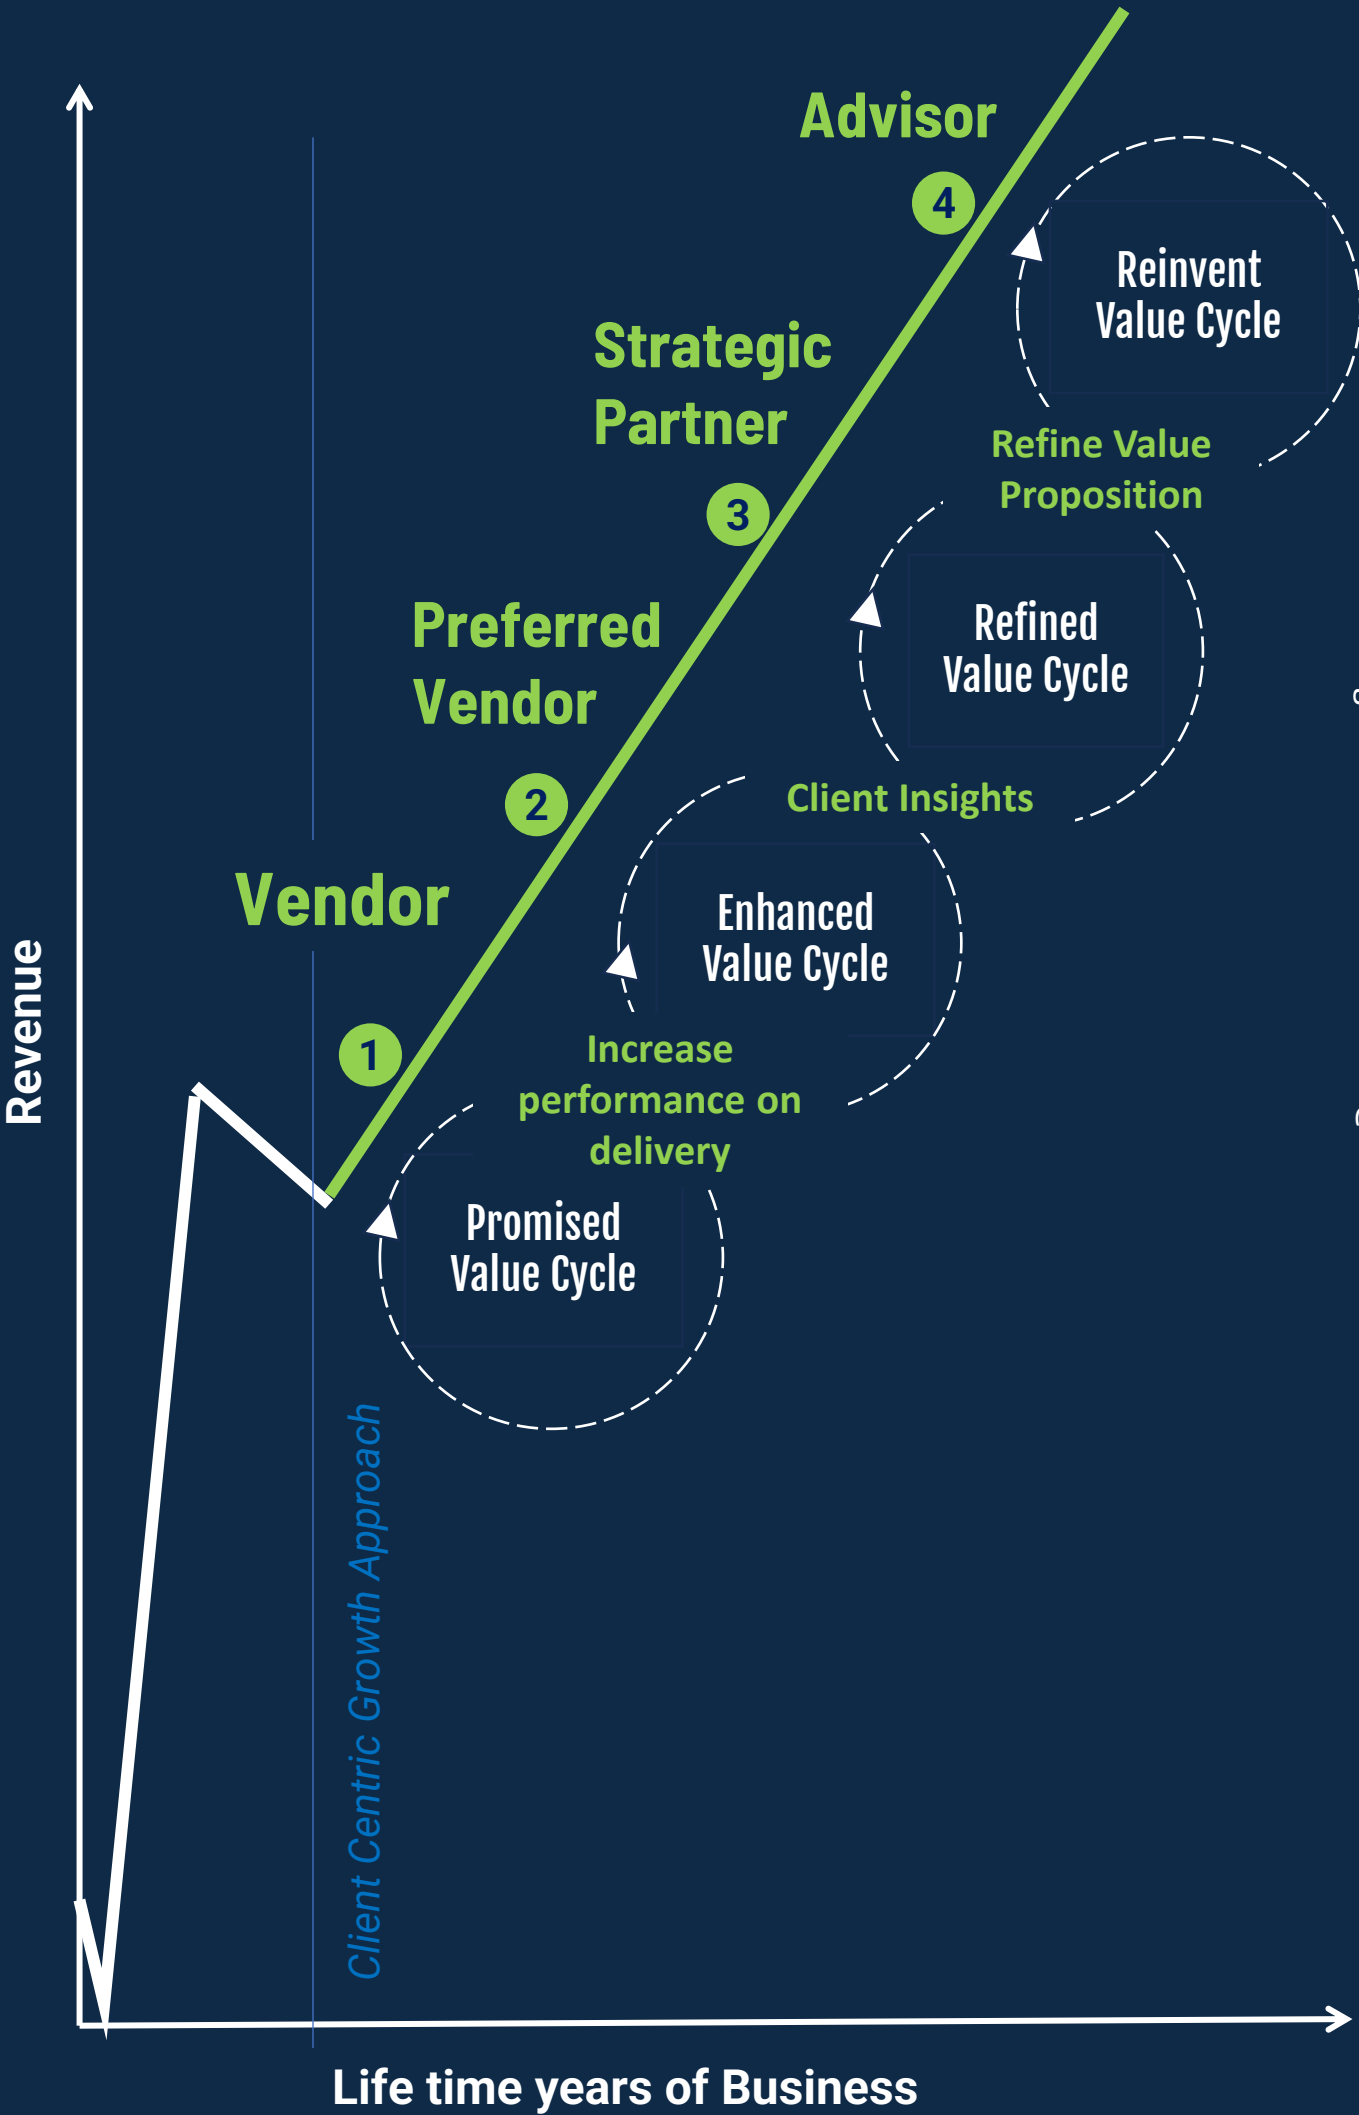 Advisor
4
Reinvent
Value Cycle
Strategic
Partner
3
Refine Value
Proposition
Refined
Value Cycle
Preferred
Vendor
2
Client Insights
Enhanced
Value Cycle
Vendor
1
Increase
performance on
delivery
Promised
Value Cycle
Revenue
Client Centric Growth Approach
Life time years of Business